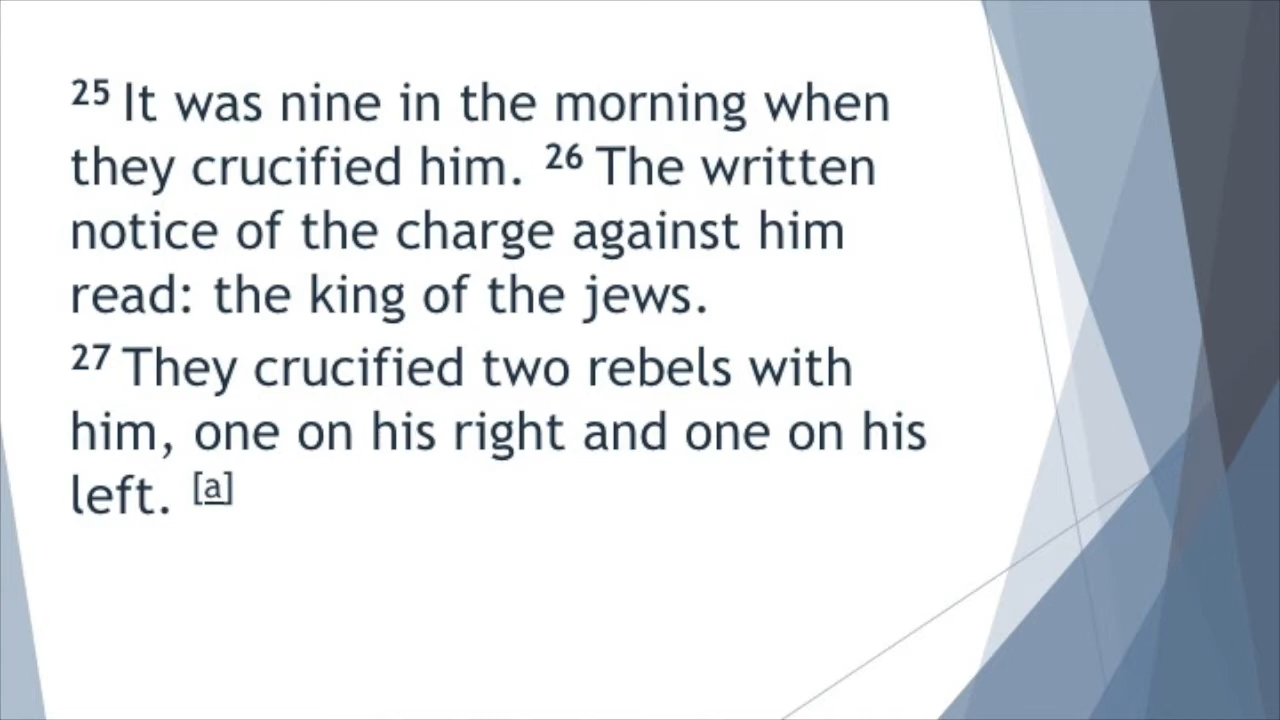 25 It was nine in the morning when
they crucified him. 26 The written
notice of the charge against him
read: the king of the jews.
27 They crucified two rebels with
him, one on his right and one on his
left. [a]